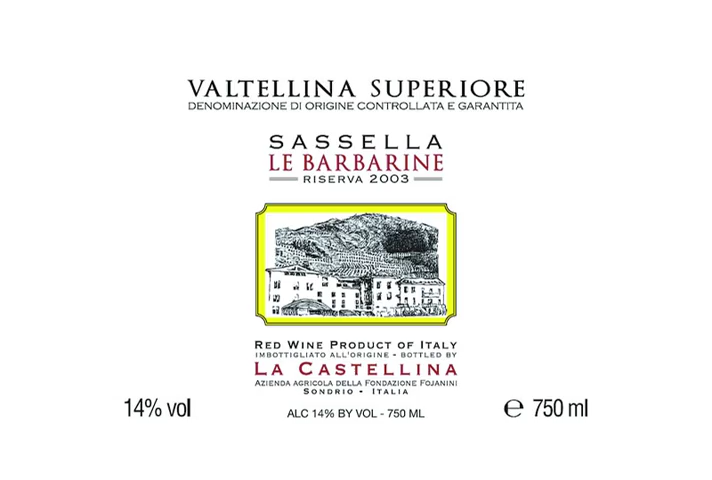 VALTELLINA SUPERIORE
DENOMINAZIONE DI ORIGINE CONTROLLATA E GARANTITA
SASSELLA
LE BARBARINE
RISERVA 2003
RED WINE PRODUCT OF ITALY
IMBOTTIGLIATO ALL'ORIGINE - BOTTLED BY
LA CASTELLINA
AZIENDA AGRICOLA DELLA FONDAZIONE FOJANINI
SONDRIO - ITALIA
14% vol
ALC 14% BY VOL - 750 ML
℮ 750 ml